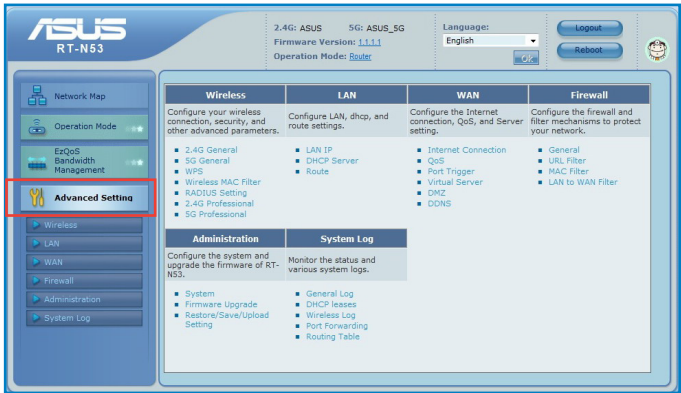 ASUS
RT-N53
2.4G: ASUS 5G: ASUS_5G
Firmware Version: 1.1.1.1
Operation Mode: Router
Language:
English
OK
Logout
Reboot
Network Map
Operation Mode
EzQoS
Bandwidth
Management
Advanced Setting
Wireless
LAN
WAN
Firewall
Administration
System Log
Wireless
Configure your wireless
connection, security, and
other advanced parameters.
2.4G General
5G General
WPS
Wireless MAC Filter
RADIUS Setting
2.4G Professional
5G Professional
LAN
Configure LAN, dhcp, and
route settings.
LAN IP
DHCP Server
Route
WAN
Configure the Internet
connection, QoS, and Server
setting.
Internet Connection
QoS
Port Trigger
Virtual Server
DMZ
DDNS
Firewall
Configure the firewall and
filter mechanisms to protect
your network.
General
URL Filter
MAC Filter
LAN to WAN Filter
Administration
Configure the system and
upgrade the firmware of RT-
N53.
System
Firmware Upgrade
Restore/Save/Upload
Setting
System Log
Monitor the status and
various system logs.
General Log
DHCP leases
Wireless Log
Port Forwarding
Routing Table